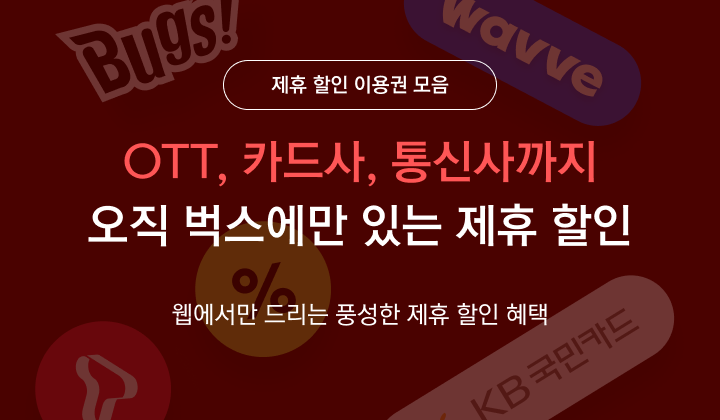 Bugs!
wavve
제휴 할인 이용권 모음
OTT, 카드사, 통신사까지
오직 벅스에만 있는 제휴 할인
%
웹에서만 드리는 풍성한 제휴 할인 혜택
KB국민카드